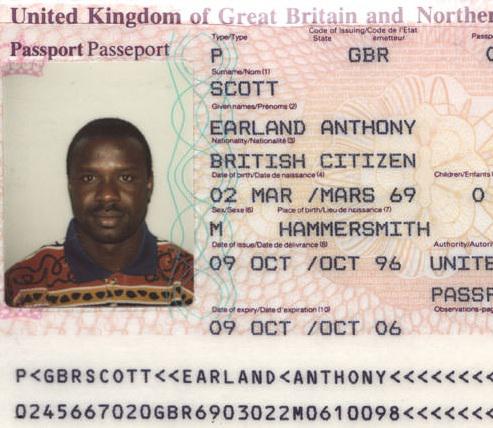 United Kingdom of Great Britain and Norther
Passport Passeport
Type/Type
Code of Issuing/Code de l'Etat
State émetteur
Passp
P GBR 0
Surname/Nom (1)
SCOTT
Given names/Prénoms (2)
EARLAND ANTHONY
Nationality/Nationalité (3)
BRITISH CITIZEN
Date of birth/Date de naissance (4) Children/Enfants
02 MAR /MARS 69 0
Sex/Sexe (6) Place of birth/Lieu de naissance (7)
M HAMMERSMITH
Date of issue/Date de délivrance (8) Authority/Autori
09 OCT /OCT 96 UNITE
PASSP
Date of expiry/Date d'expiration (10) Observations-pag
09 OCT /OCT 06
P<GBRSCOTT<<EARLAND<ANTHONY<<<<<<<<
0245667020GBR6903022M0610098<<<<<<<